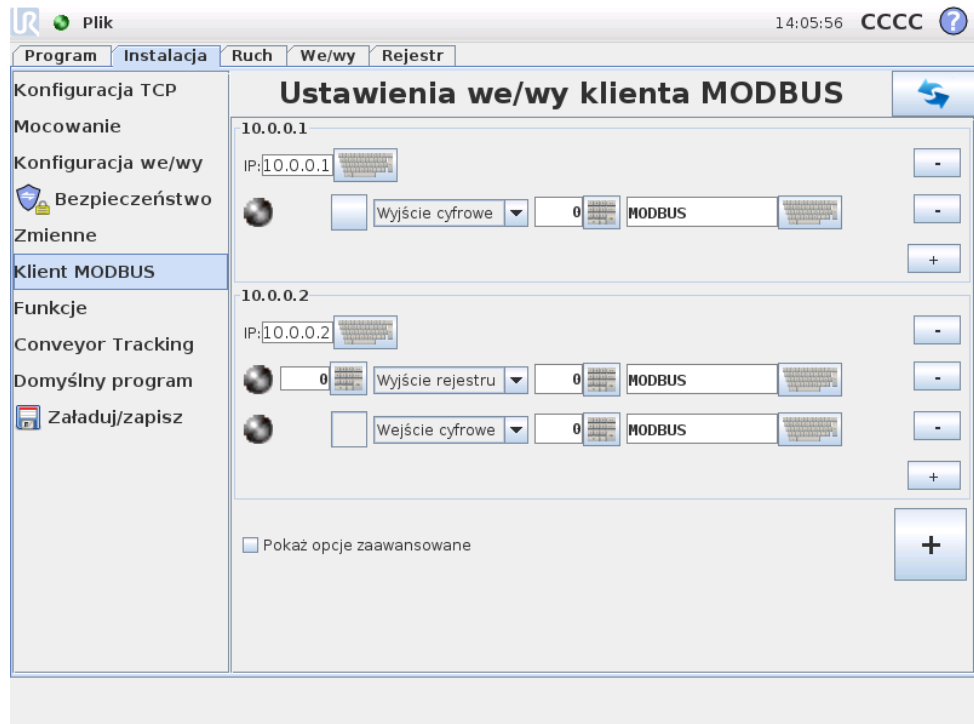 UR Plik 14:05:56 CCCC ?
Program Instalacja Ruch We/wy Rejestr
Konfiguracja TCP
Mocowanie
Konfiguracja we/wy
Bezpieczeństwo
Zmienne
Klient MODBUS
Funkcje
Conveyor Tracking
Domyślny program
Załaduj/zapisz
Ustawienia we/wy klienta MODBUS
10.0.0.1
IP: 10.0.0.1 -
Wyjście cyfrowe 0 MODBUS -
+
10.0.0.2
IP: 10.0.0.2 -
0 Wyjście rejestru 0 MODBUS -
Wejście cyfrowe 0 MODBUS -
+
Pokaż opcje zaawansowane +